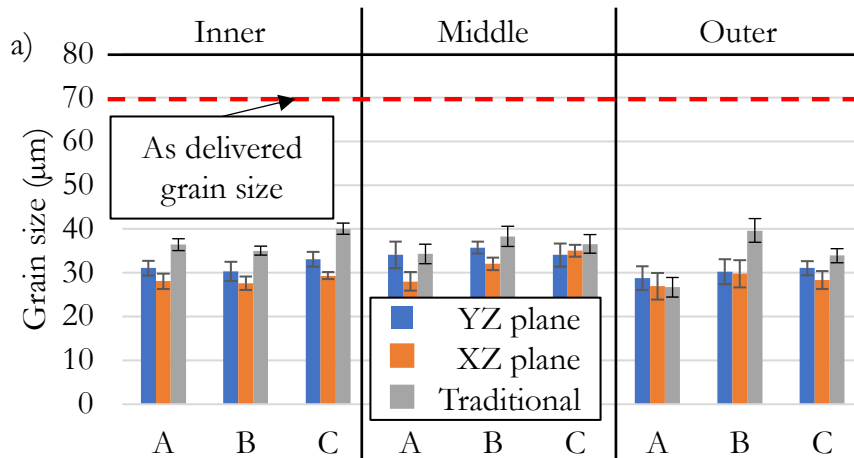 a)
Inner Middle Outer
80
70
60
50
40
30
20
10
0
Grain size (μm)
As delivered
grain size
YZ plane
XZ plane
Traditional
A B C A B C A B C